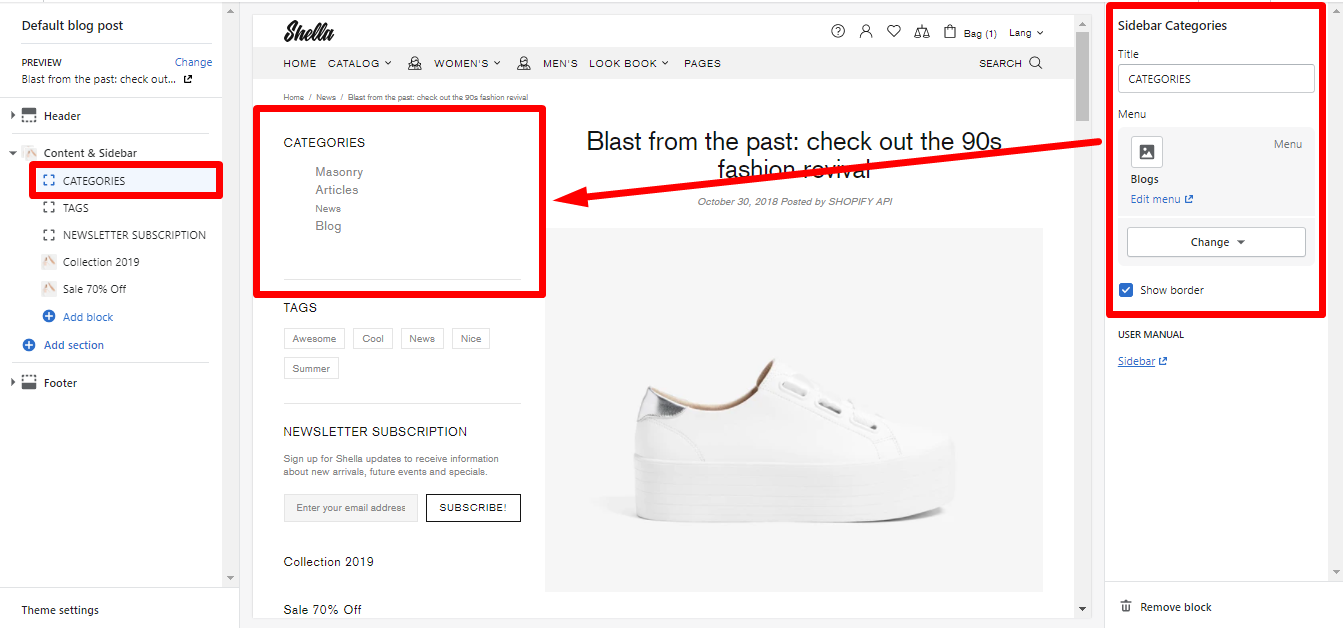 Default blog post
PREVIEW
Change
Blast from the past: check out...
Header
Content & Sidebar
CATEGORIES
TAGS
NEWSLETTER SUBSCRIPTION
Collection 2019
Sale 70% Off
Add block
Add section
Footer
Theme settings
Shella
Bag (1)
Lang
HOME
CATALOG
WOMEN'S
MEN'S
LOOK BOOK
PAGES
SEARCH
Home / News / Blast from the past: check out the 90s fashion revival
CATEGORIES
Masonry
Articles
News
Blog
TAGS
Awesome
Cool
News
Nice
Summer
NEWSLETTER SUBSCRIPTION
Sign up for Shella updates to receive information
about new arrivals, future events and specials.
Enter your email address
SUBSCRIBE!
Collection 2019
Sale 70% Off
Blast from the past: check out the 90s
fashion revival
October 30, 2018 Posted by SHOPIFY API
Sidebar Categories
Title
CATEGORIES
Menu
Menu
Blogs
Edit menu
Change
Show border
USER MANUAL
Sidebar
Remove block